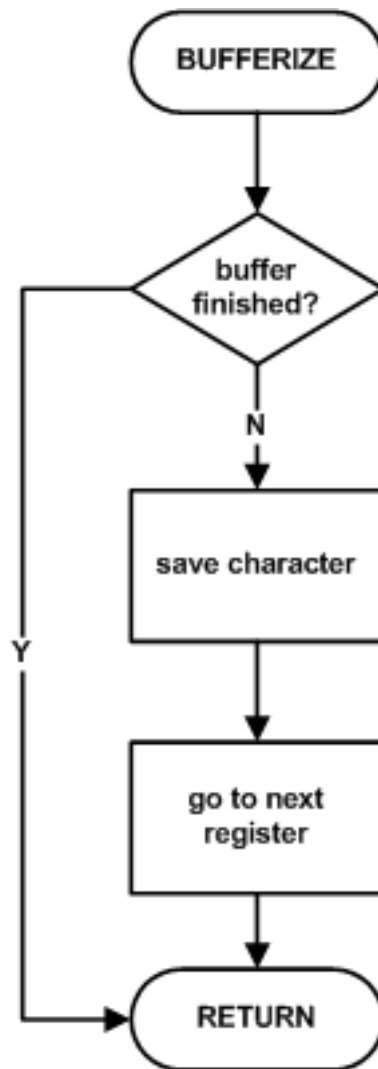 BUFFERIZE
buffer
finished?
N
save character
Y
go to next
register
RETURN